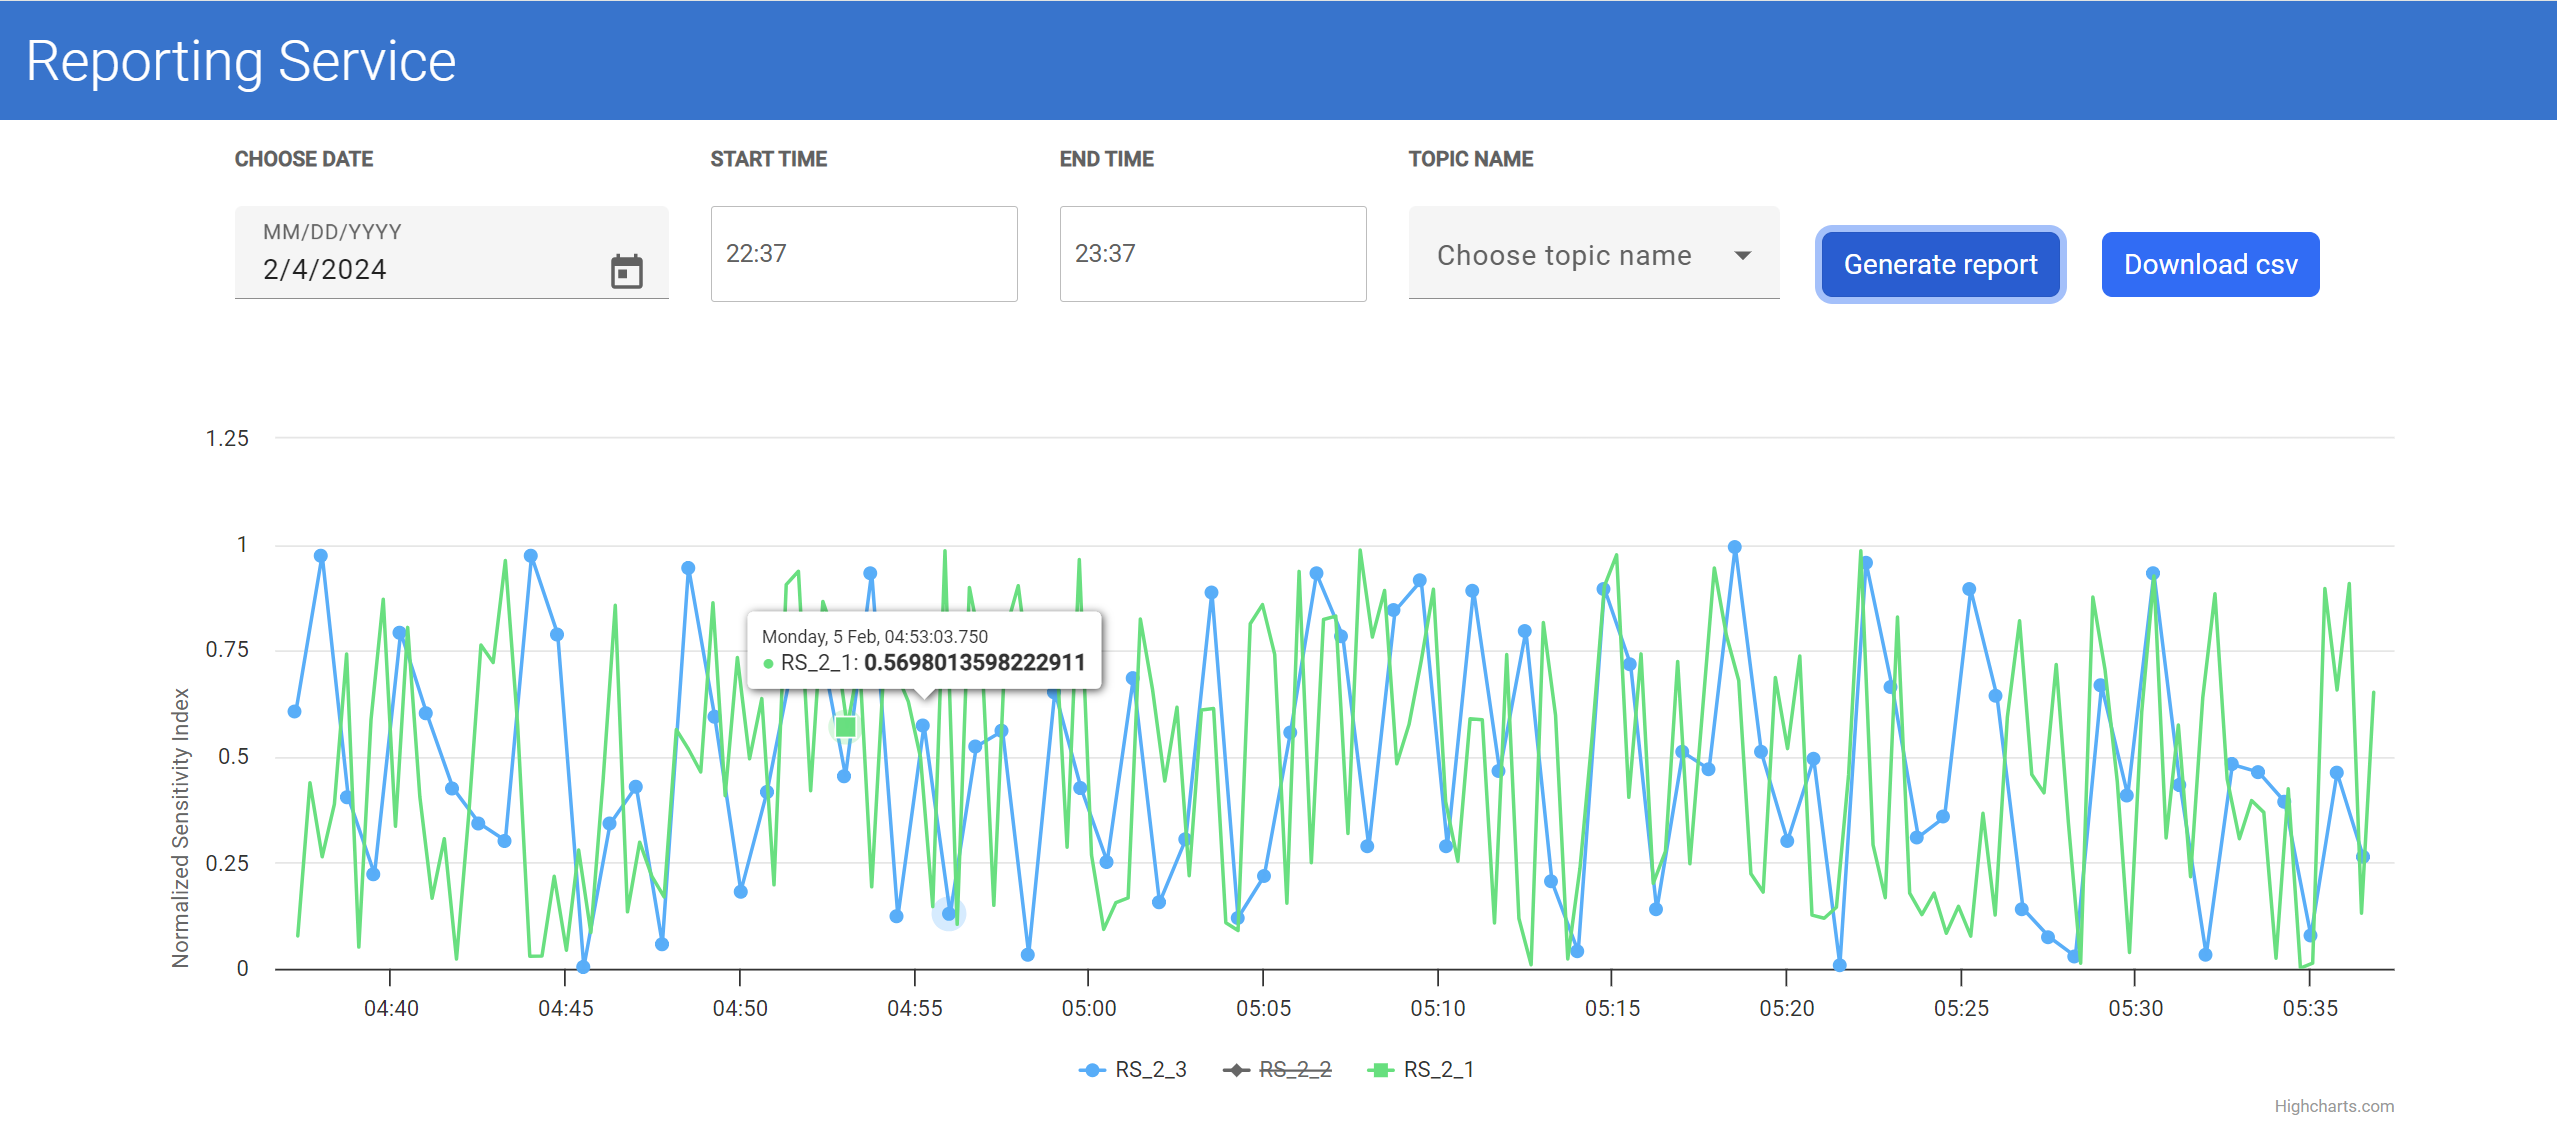 Reporting Service
CHOOSE DATE
START TIME
END TIME
TOPIC NAME
MM/DD/YYYY
2/4/2024
22:37
23:37
Choose topic name
Generate report
Download csv
1.25
1
0.75
0.5
0.25
0
Normalized Sensitivity Index
Monday, 5 Feb, 04:53:03.750
● RS_2_1: 0.5698013598222911
04:40 04:45 04:50 04:55 05:00 05:05 05:10 05:15 05:20 05:25 05:30 05:35
RS_2_3 RS_2_2 RS_2_1
Highcharts.com